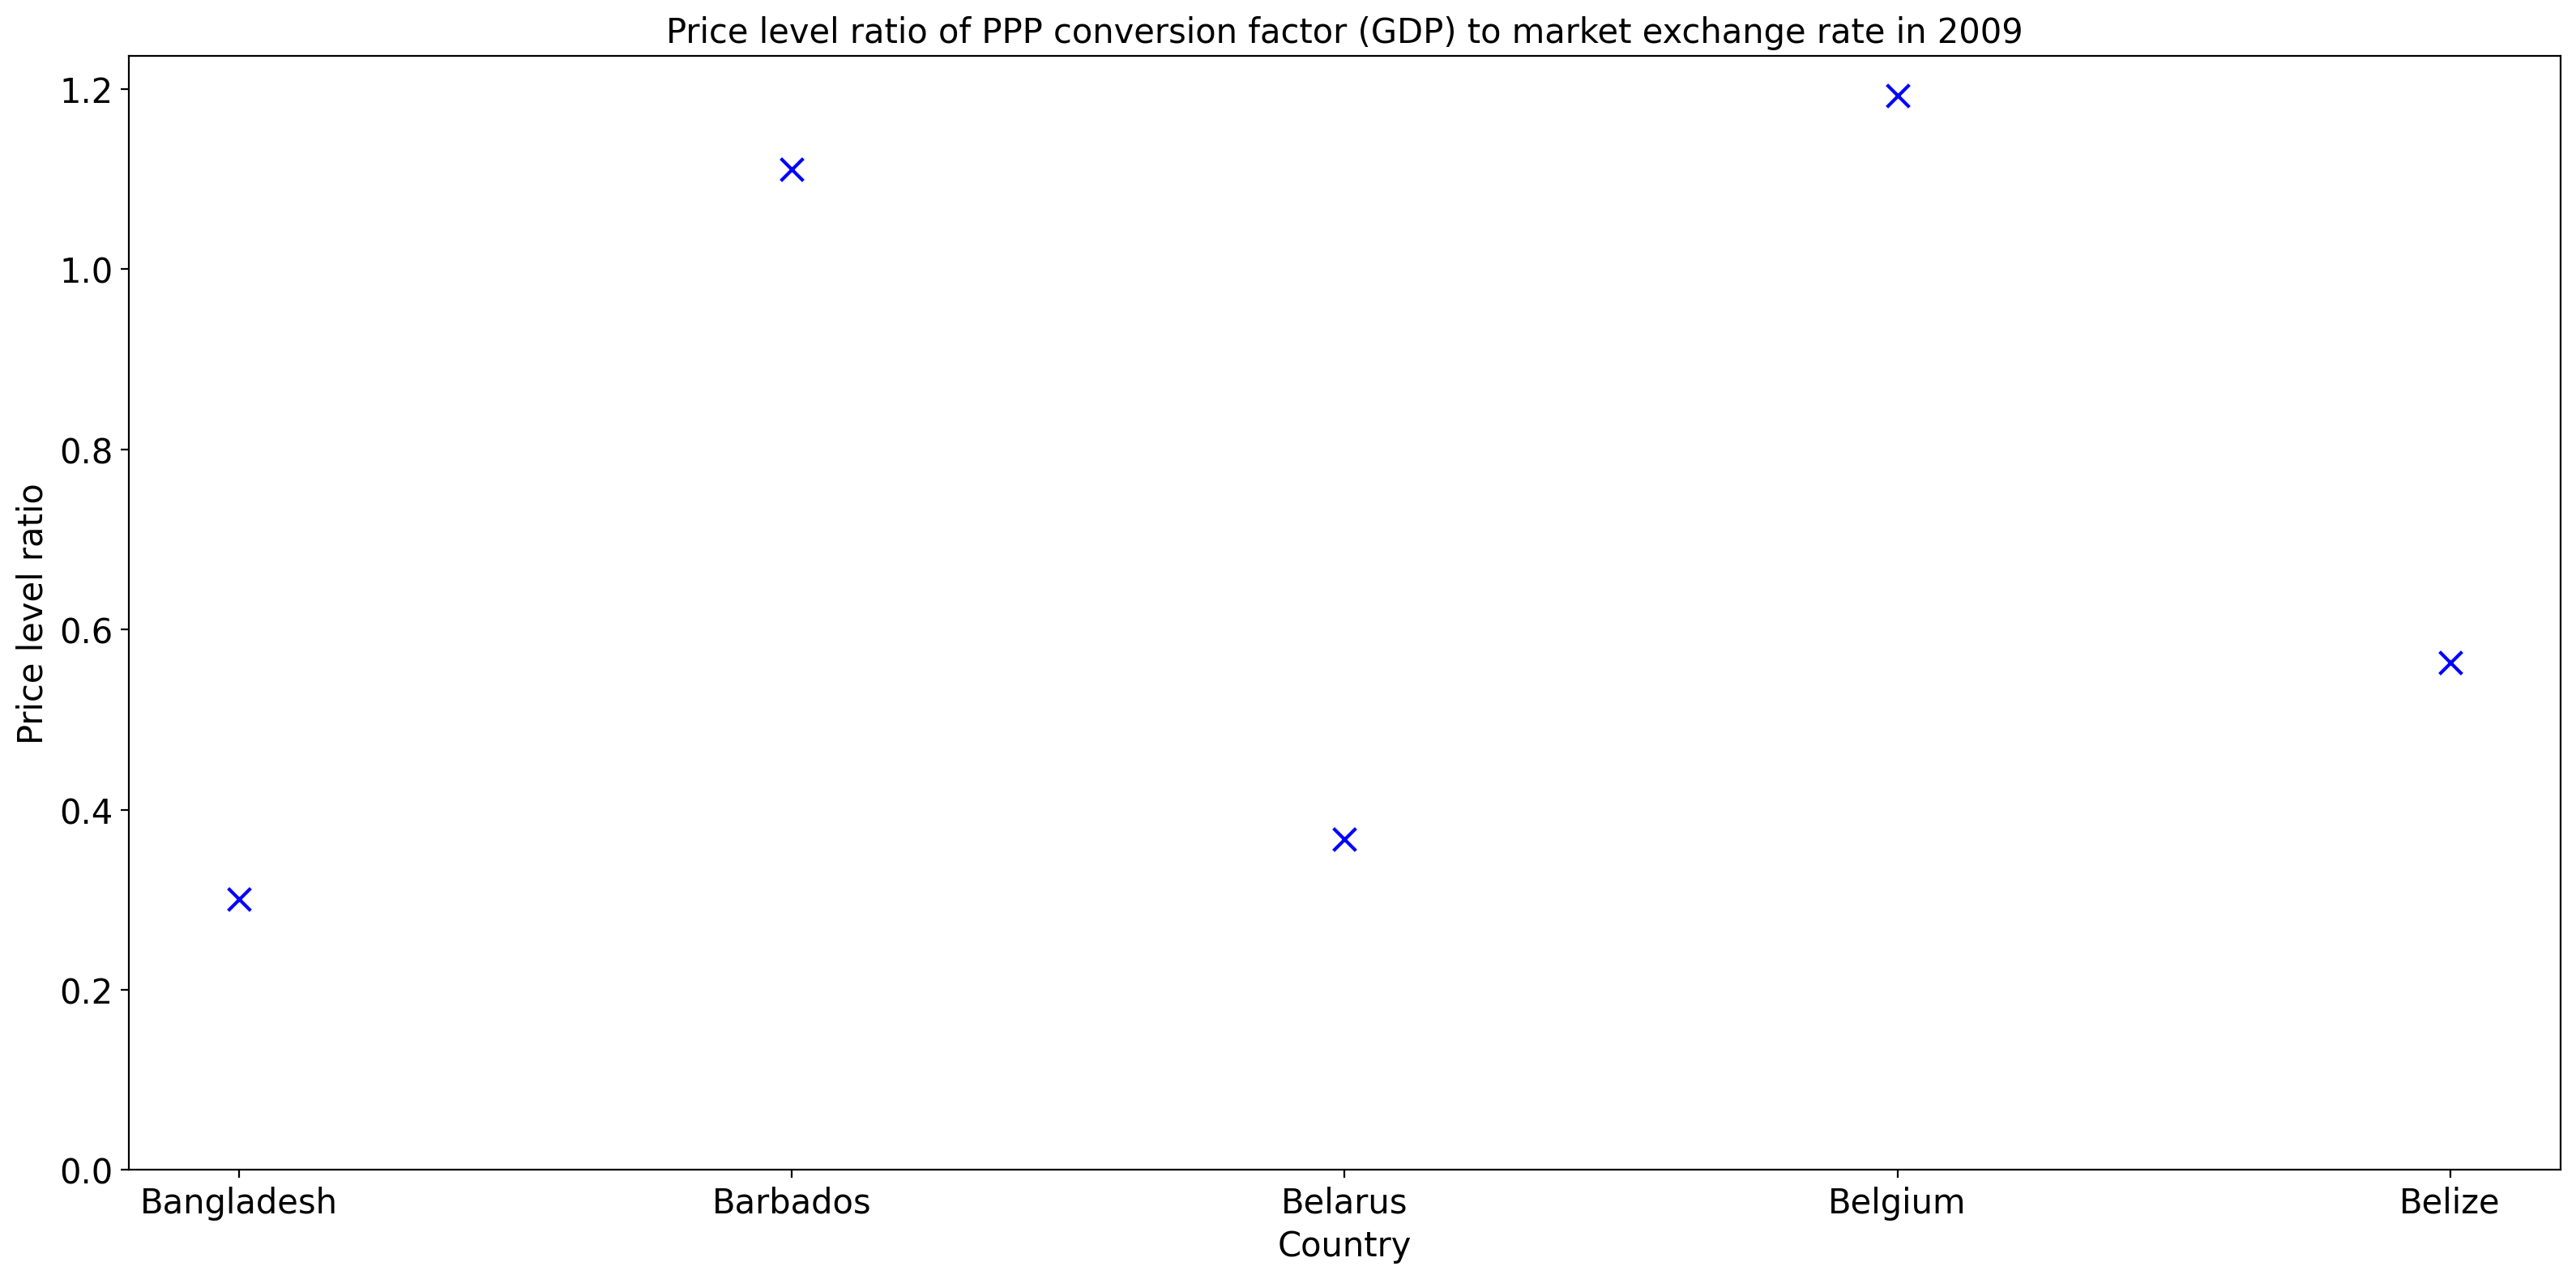 Price level ratio of PPP conversion factor (GDP) to market exchange rate in 2009
1.2
1.0
0.8
0.6
0.4
0.2
0.0
Price level ratio
Bangladesh Barbados Belarus Belgium Belize
Country